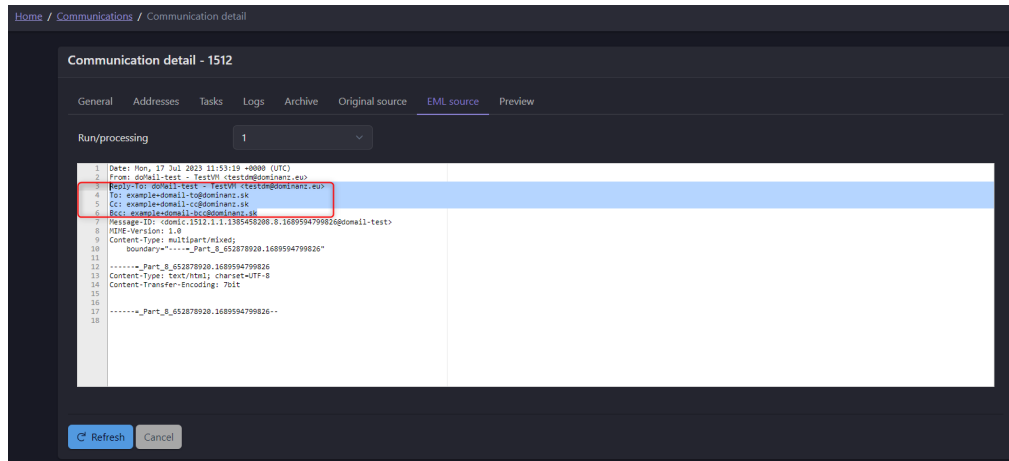 Home / Communications / Communication detail
Communication detail - 1512
General Addresses Tasks Logs Archive Original source EML source Preview
Run/processing 1
1 Date: Mon, 17 Jul 2023 11:53:19 +0000 (UTC)
2 From: doMail-test - TestVM <testdm@dominanz.eu>
3 Reply-To: doMail-test - TestVM <testdm@dominanz.eu>
4 To: example+domail-to@dominanz.sk
5 Cc: example+domail-cc@dominanz.sk
6 Bcc: example+domail-bcc@dominanz.sk
7 Message-ID: <domic.1512.1.1.1385458208.8.1689594799826@domail-test>
8 MIME-Version: 1.0
9 Content-Type: multipart/mixed;
10 boundary="----=_Part_8_652878920.1689594799826"
11
12 ------=_Part_8_652878920.1689594799826
13 Content-Type: text/html; charset=UTF-8
14 Content-Transfer-Encoding: 7bit
15
16
17 ------=_Part_8_652878920.1689594799826--
18
Refresh Cancel